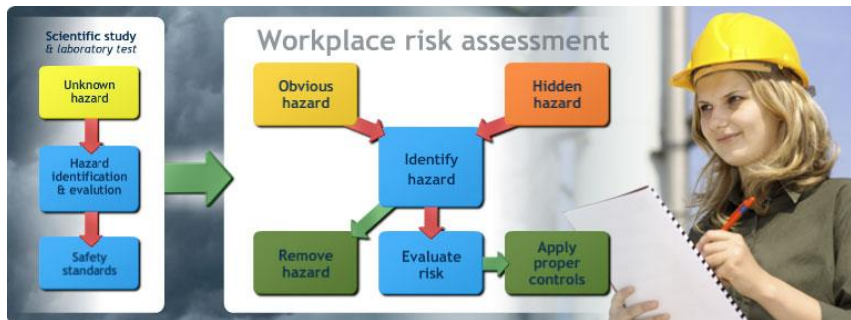 Scientific study
& laboratory test
Unknown
hazard
Hazard
identification
& evalution
Safety
standards
Workplace risk assessment
Obvious
hazard
Hidden
hazard
Identify
hazard
Remove
hazard
Evaluate
risk
Apply
proper
controls